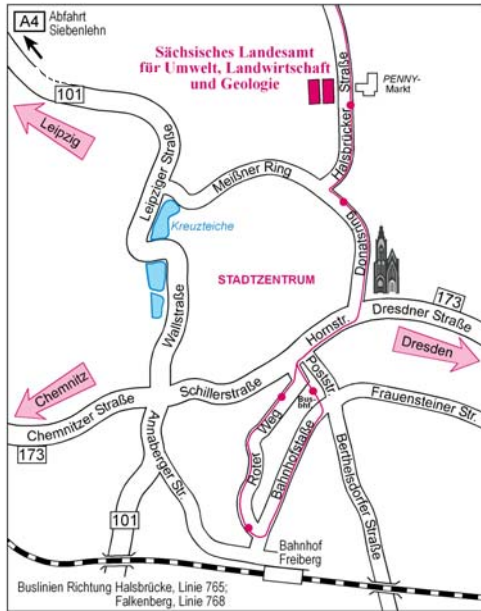 A4 Abfahrt
Siebenlehn
Sächsisches Landesamt
für Umwelt, Landwirtschaft
und Geologie
PENNY-
Markt
Halsbrücker Straße
101
Leipzig
Leipziger Straße
Meißner Ring
Kreuzteiche
Donatsring
STADTZENTRUM
Wallstraße
173
Dresdner Straße
Hornstr.
Dresden
Poststr.
Chemnitz
Schillerstraße
Bus-
bhf.
Frauensteiner Str.
Chemnitzer Straße
173
Annaberger Str.
Roter Weg
Bahnhofstaße
Berthelsdorfer Straße
101
Bahnhof
Freiberg
Buslinien Richtung Halsbrücke, Linie 765;
Falkenberg, Linie 768